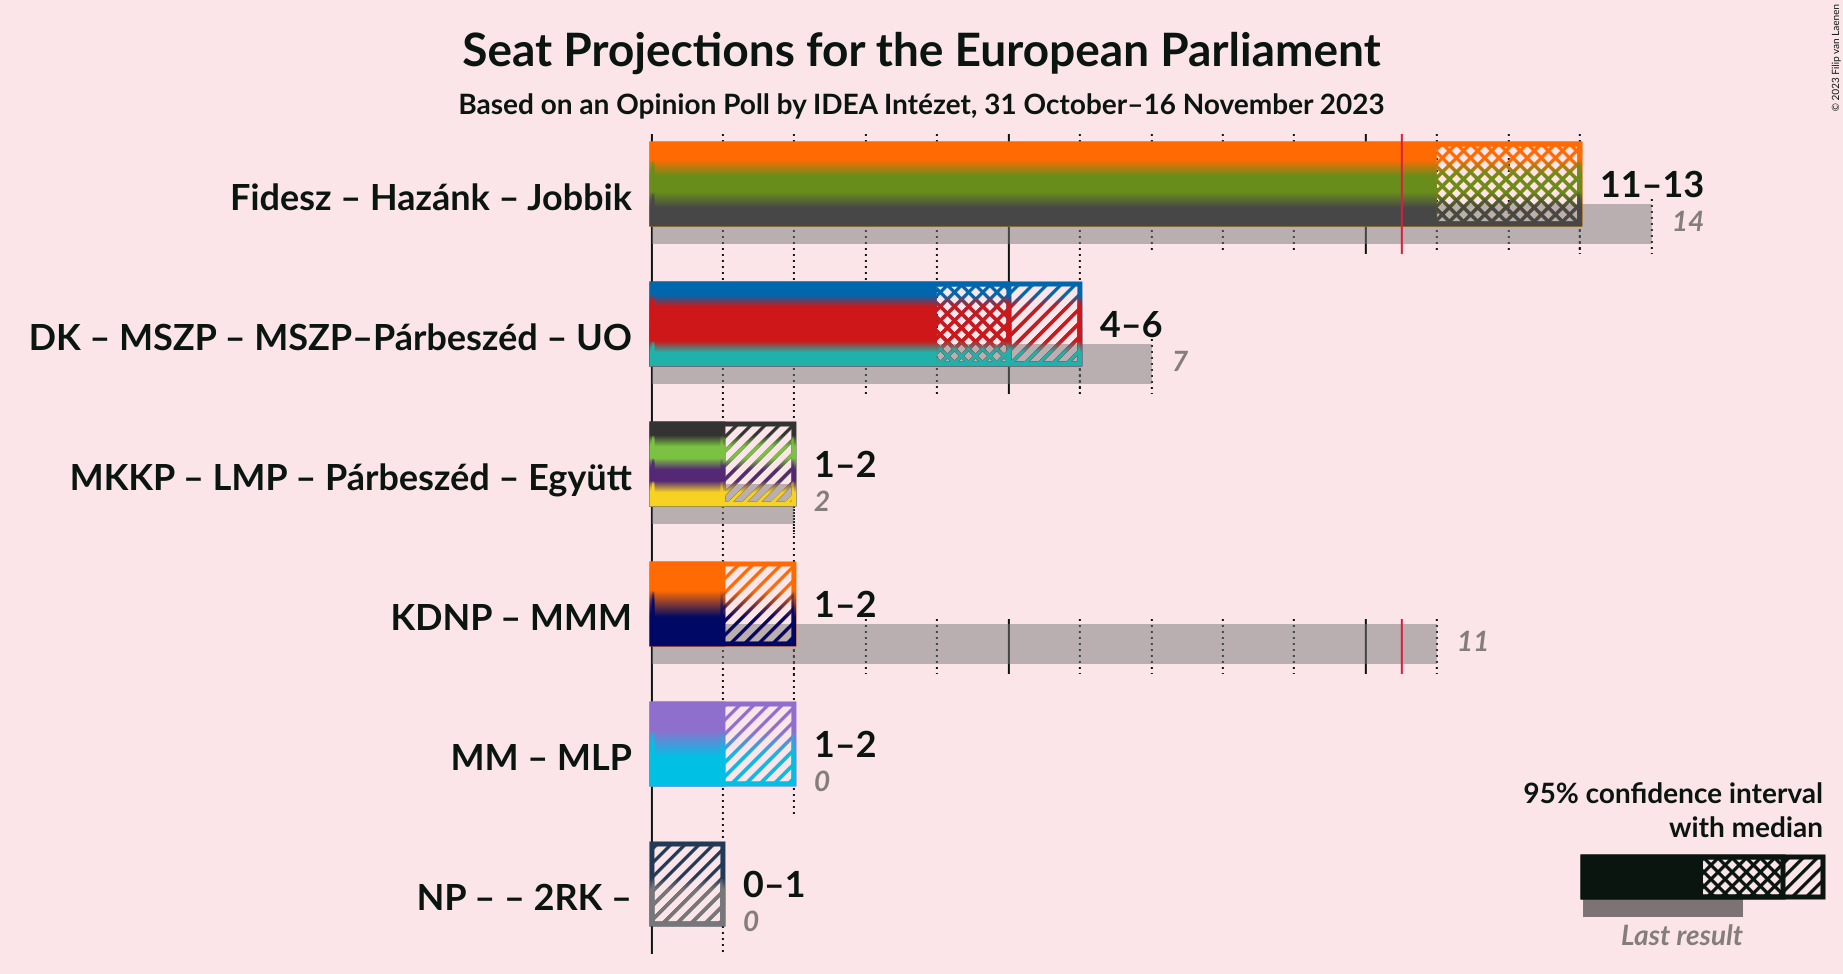 Seat Projections for the European Parliament
Based on an Opinion Poll by IDEA Intézet, 31 October–16 November 2023
© 2023 Filip van Laenen
Fidesz – Hazánk – Jobbik
11–13
14
DK – MSZP – MSZP–Párbeszéd – UO
4–6
7
MKKP – LMP – Párbeszéd – Együtt
1–2
2
KDNP – MMM
1–2
11
MM – MLP
1–2
0
NP – – 2RK –
0–1
0
95% confidence interval
with median
Last result